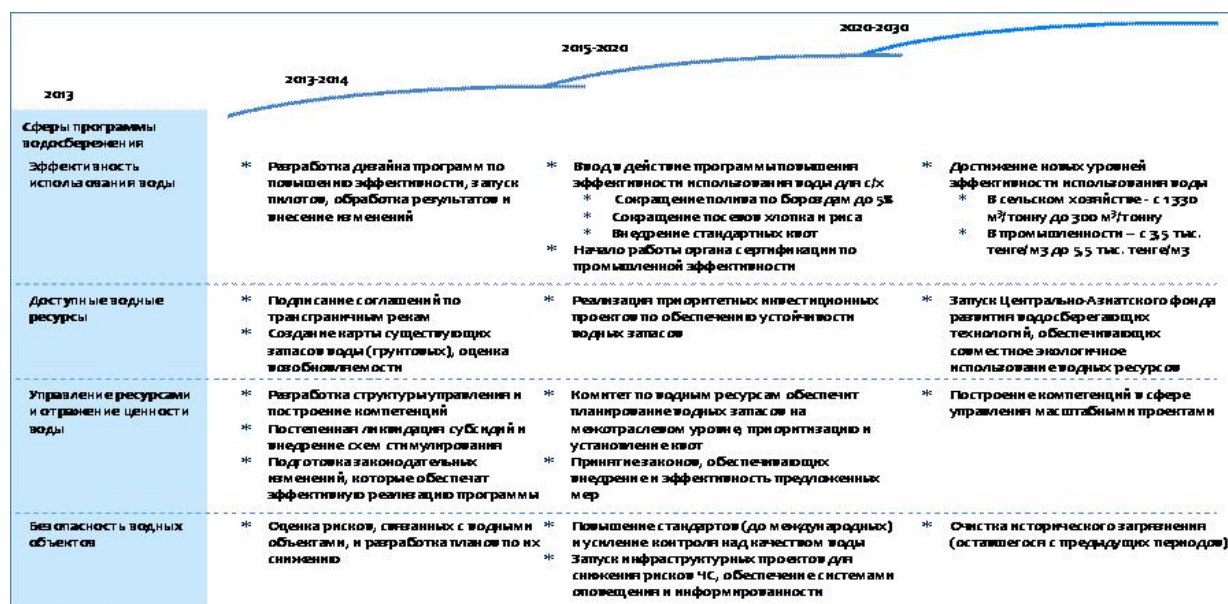 2020-2030
2015-2020
2013-2014
2013
Сферы программы
водосбережения
Эффективность
использования воды
* Разработка дизайна программ по
повышению эффективности, запуск
пилотов, обработка результатов и
внесение изменений
* Ввод в действие программы повышения
эффективности использования воды для с/х
* Сокращение полива по бороздам до 5%
* Сокращение посевов хлопка и риса
* Внедрение стандартных квот
* Начало работы органа сертификации по
промышленной эффективности
* Достижение новых уровней
эффективности использования воды
* В сельском хозяйстве - с 1330
м³/тонну до 300 м³/тонну
* В промышленности – с 3,5 тыс.
тенге/м3 до 5,5 тыс. тенге/м3
Доступные водные
ресурсы
* Подписание соглашений по
трансграничным рекам
* Создание карты существующих
запасов воды (грунтовых), оценка
возобновляемости
* Реализация приоритетных инвестиционных
проектов по обеспечению устойчивости
водных запасов
* Запуск Центрально-Азиатского фонда
развития водосберегающих
технологий, обеспечивающих
совместное экологичное
использование водных ресурсов
Управление ресурсами
и отражение ценности
воды
* Разработка структуры управления и
построение компетенций
* Постепенная ликвидация субсидий и
внедрение схем стимулирования
* Подготовка законодательных
изменений, которые обеспечат
эффективную реализацию программы
* Комитет по водным ресурсам обеспечит
планирование водных запасов на
межотраслевом уровне, приоритизацию и
установление квот
* Принятие законов, обеспечивающих
внедрение и эффективность предложенных
мер
* Построение компетенций в сфере
управления масштабными проектами
Безопасность водных
объектов
* Оценка рисков, связанных с водными
объектами, и разработка планов по их
снижению
* Повышение стандартов (до международных)
и усиление контроля над качеством воды
* Запуск инфраструктурных проектов для
снижения рисков ЧС, обеспечение системами
оповещения и информированности
* Очистка исторического загрязнения
(оставшегося с предыдущих периодов)